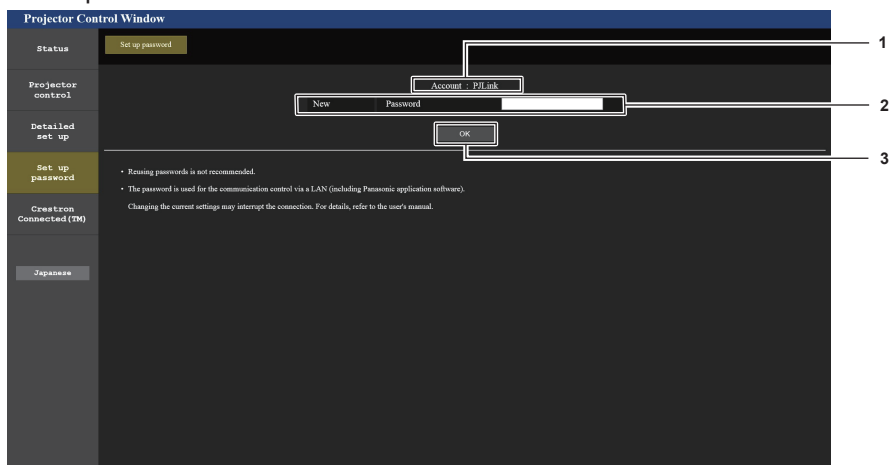 Projector Control Window
Status
Set up password
1
Projector
control
Account : PJLink
New Password
2
Detailed
set up
OK
3
Set up
password
• Reusing passwords is not recommended.
• The password is used for the communication control via a LAN (including Panasonic application software).
Changing the current settings may interrupt the connection. For details, refer to the user's manual.
Crestron
Connected(TM)
Japanese